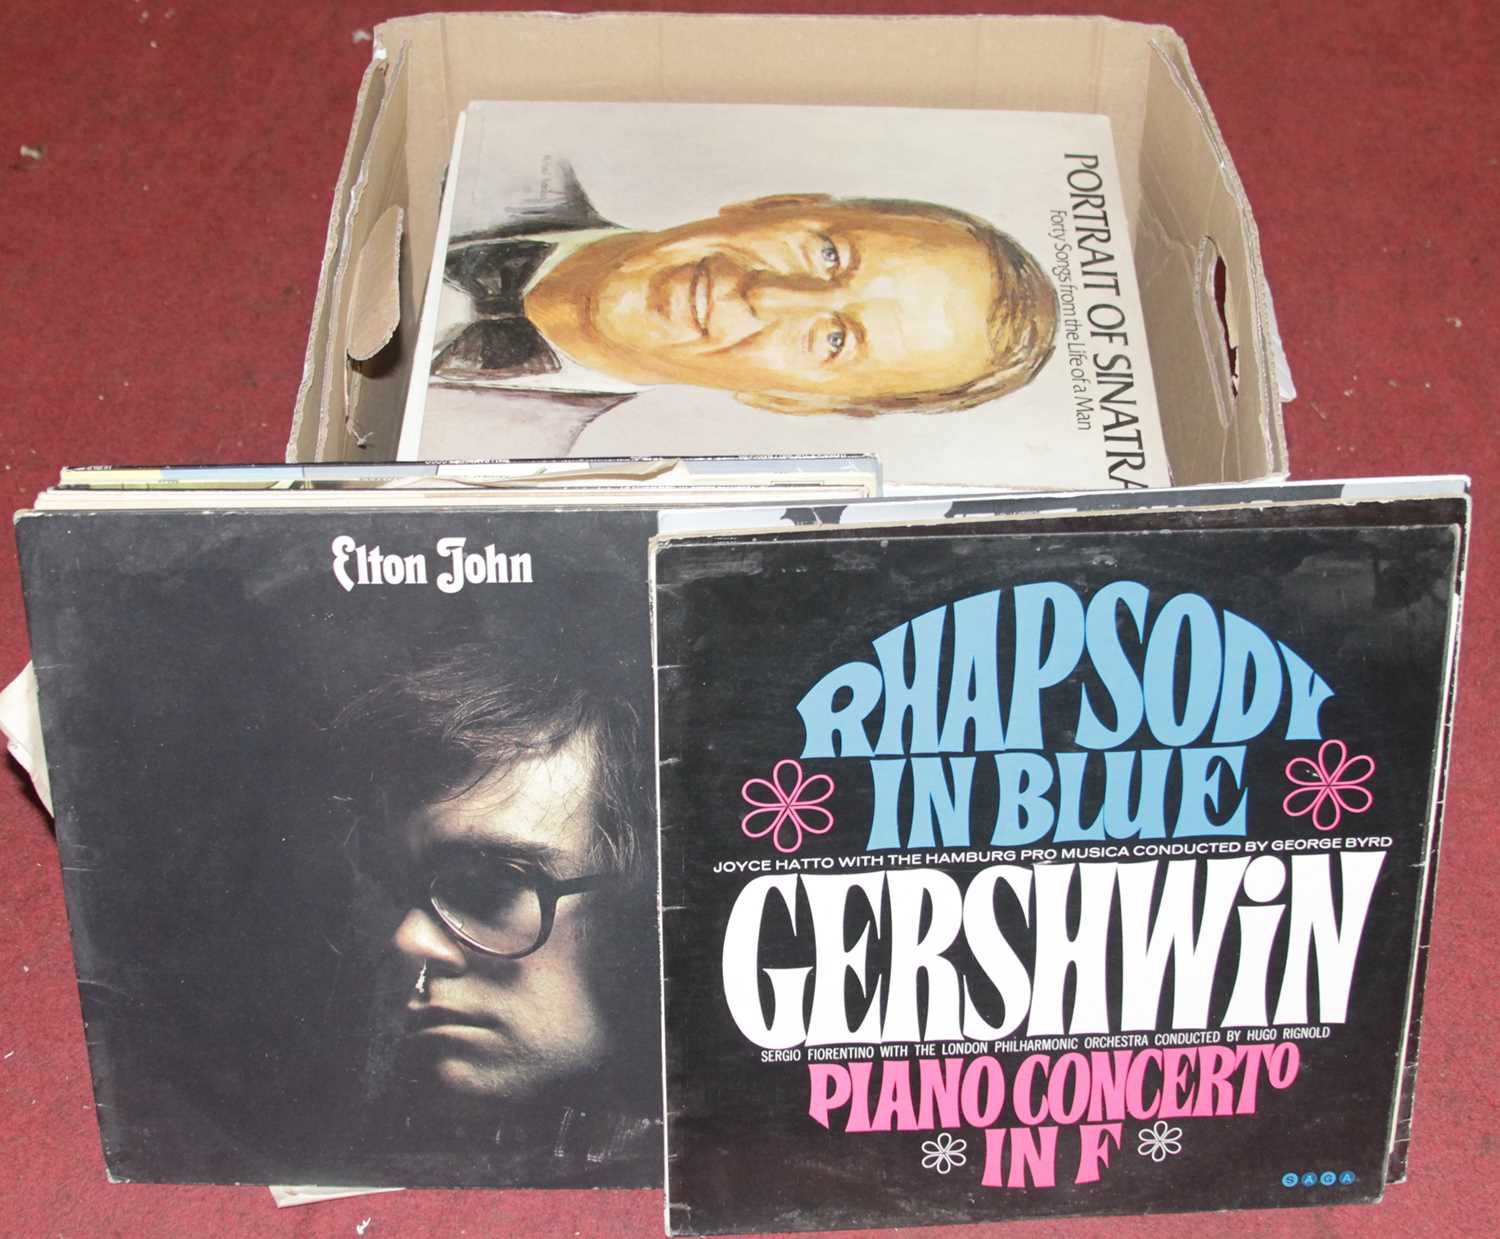 PORTRAIT OF SINATRA
Forty Songs from the Life of a Man
Elton John
RHAPSODY
IN BLUE
JOYCE HATTO WITH THE HAMBURG PRO MUSICA CONDUCTED BY GEORGE BYRD
GERSHWiN
SERGIO FIORENTINO WITH THE LONDON PHILHARMONIC ORCHESTRA CONDUCTED BY HUGO RIGNOLD
PIANO CONCERTO
IN F
SAGA